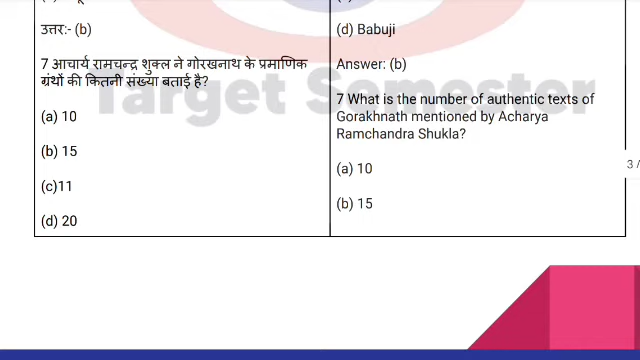 उत्तर:- (b)
7 आचार्य रामचन्द्र शुक्ल ने गोरखनाथ के प्रमाणिक
ग्रंथों की कितनी संख्या बताई है?
(a) 10
(b) 15
(c)11
(d) 20
(d) Babuji
Answer: (b)
7 What is the number of authentic texts of
Gorakhnath mentioned by Acharya
Ramchandra Shukla?
(a) 10
(b) 15
Target Semester
3 /